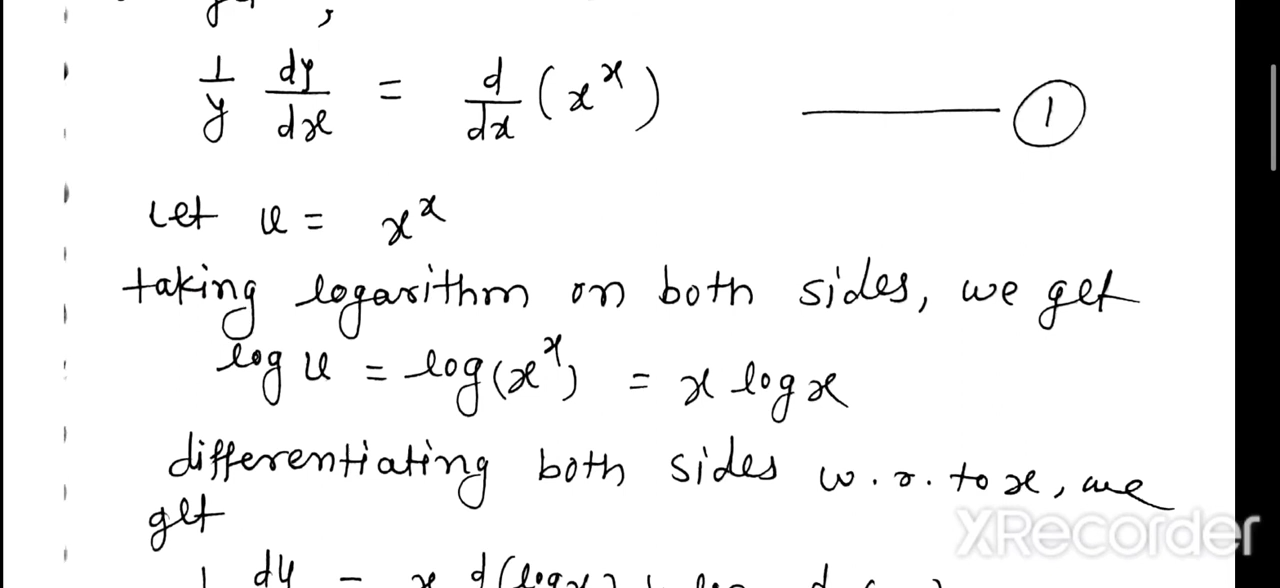 get,
1/y dy/dx = d/dx (x^x) ——— ①
Let u = x^x
taking logarithm on both sides, we get
log u = log(x^x) = x log x
differentiating both sides w.r. to x, we
get
XRecorder